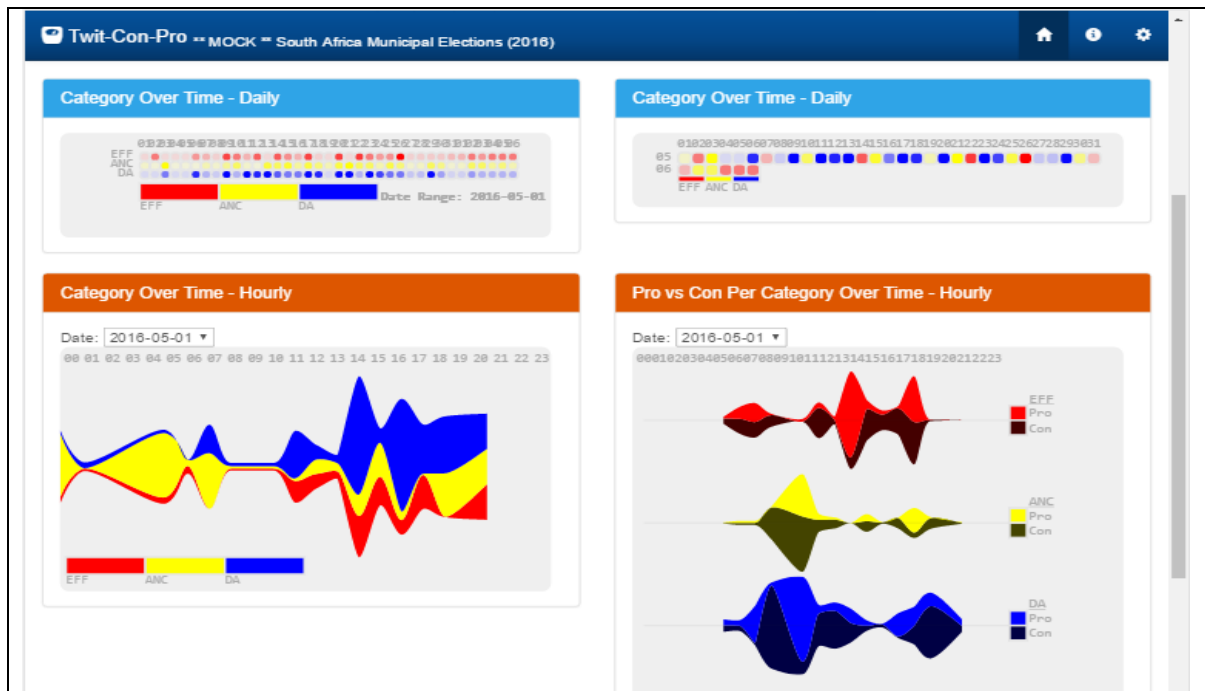 Twit-Con-Pro ** MOCK ** South Africa Municipal Elections (2016)
Category Over Time - Daily
EFF
ANC
DA
EFF ANC DA
Date Range: 2016-05-01
Category Over Time - Daily
01020304050607080910111213141516171819202122232425262728293031
05
06
EFF ANC DA
Category Over Time - Hourly
Date: 2016-05-01
00 01 02 03 04 05 06 07 08 09 10 11 12 13 14 15 16 17 18 19 20 21 22 23
EFF ANC DA
Pro vs Con Per Category Over Time - Hourly
Date: 2016-05-01
000102030405060708091011121314151617181920212223
EFF
Pro
Con
ANC
Pro
Con
DA
Pro
Con